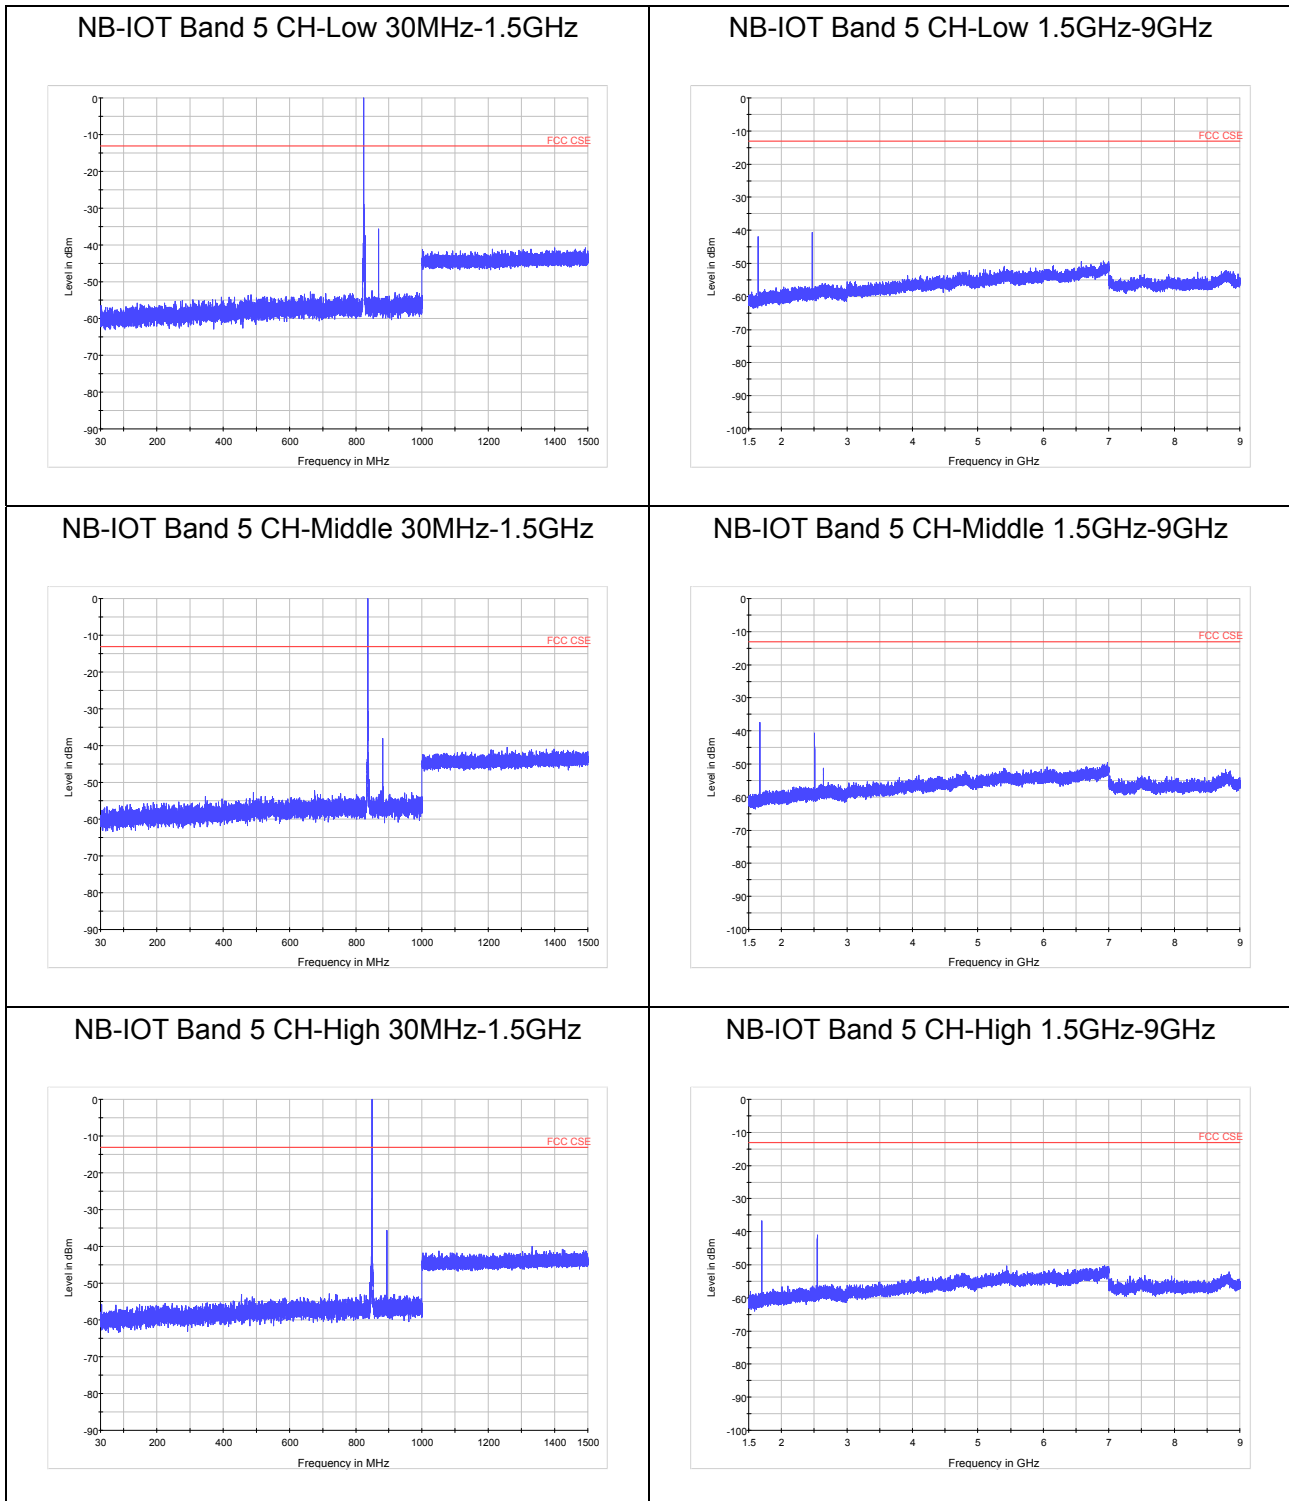 NB-IOT Band 5 CH-Low 30MHz-1.5GHz
0
-10
-20
-30
-40
-50
-60
-70
-80
-90
Level in dBm
FCC CSE
30 200 400 600 800 1000 1200 1400 1500
Frequency in MHz
NB-IOT Band 5 CH-Low 1.5GHz-9GHz
0
-10
-20
-30
-40
-50
-60
-70
-80
-90
-100
Level in dBm
FCC CSE
1.5 2 3 4 5 6 7 8 9
Frequency in GHz
NB-IOT Band 5 CH-Middle 30MHz-1.5GHz
0
-10
-20
-30
-40
-50
-60
-70
-80
-90
Level in dBm
FCC CSE
30 200 400 600 800 1000 1200 1400 1500
Frequency in MHz
NB-IOT Band 5 CH-Middle 1.5GHz-9GHz
0
-10
-20
-30
-40
-50
-60
-70
-80
-90
-100
Level in dBm
FCC CSE
1.5 2 3 4 5 6 7 8 9
Frequency in GHz
NB-IOT Band 5 CH-High 30MHz-1.5GHz
0
-10
-20
-30
-40
-50
-60
-70
-80
-90
Level in dBm
FCC CSE
30 200 400 600 800 1000 1200 1400 1500
Frequency in MHz
NB-IOT Band 5 CH-High 1.5GHz-9GHz
0
-10
-20
-30
-40
-50
-60
-70
-80
-90
-100
Level in dBm
FCC CSE
1.5 2 3 4 5 6 7 8 9
Frequency in GHz